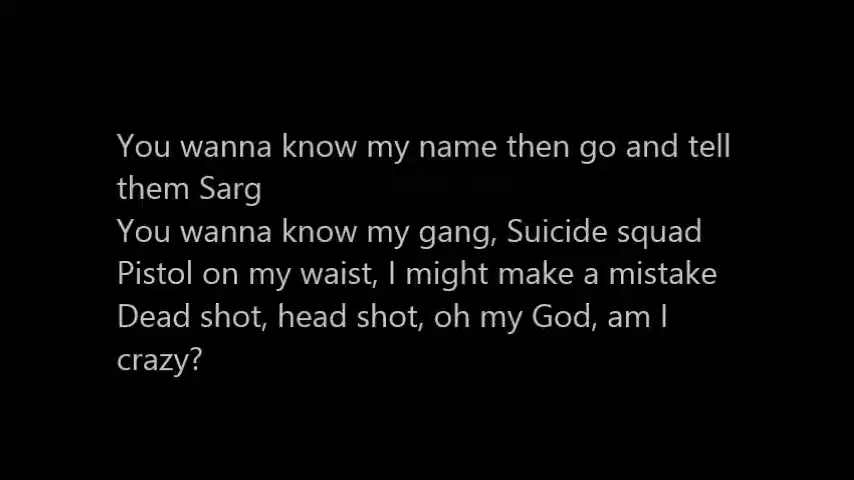 You wanna know my name then go and tell
them Sarg
You wanna know my gang, Suicide squad
Pistol on my waist, I might make a mistake
Dead shot, head shot, oh my God, am I
crazy?